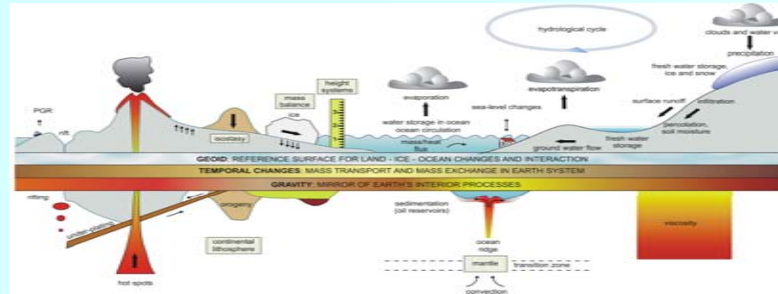 hydrological cycle
clouds and water v
precipitation
fresh water storage,
ice and snow
height
systems
mass
balance
ice
evaporation
evapotranspiration
surface runoff
infiltration
PGR
rift
isostasy
water storage in ocean
ocean circulation
sea-level changes
percolation,
soil moisture
mass/heat
flux
fresh water
storage
ground water flow
GEOID: REFERENCE SURFACE FOR LAND - ICE - OCEAN CHANGES AND INTERACTION
TEMPORAL CHANGES: MASS TRANSPORT AND MASS EXCHANGE IN EARTH SYSTEM
GRAVITY: MIRROR OF EARTH'S INTERIOR PROCESSES
rifting
under-plating
progeny
sedimentation
(oil reservoirs)
viscosity
continental
lithosphere
ocean
ridge
hot spots
mantle
transition zone
convection